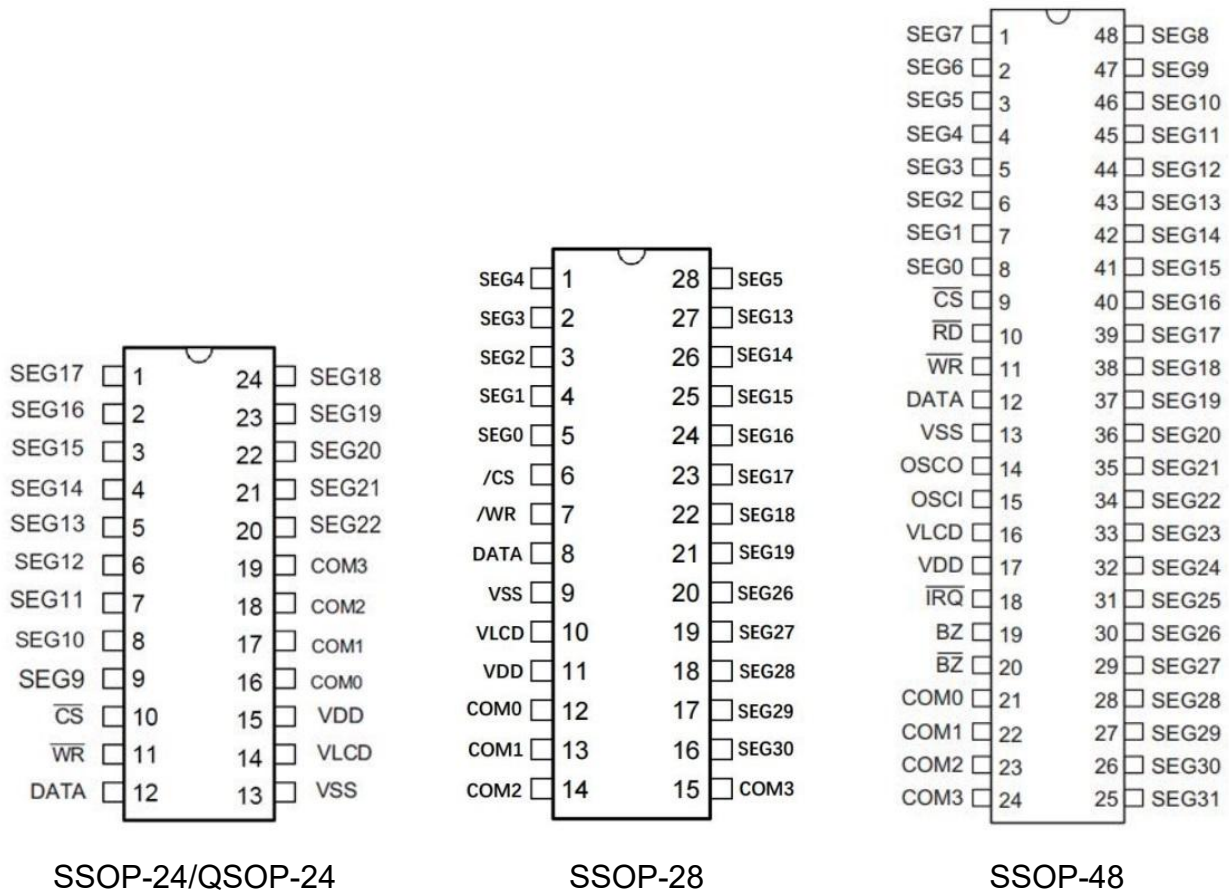 SEG17 1 24 SEG18
SEG16 2 23 SEG19
SEG15 3 22 SEG20
SEG14 4 21 SEG21
SEG13 5 20 SEG22
SEG12 6 19 COM3
SEG11 7 18 COM2
SEG10 8 17 COM1
SEG9 9 16 COM0
C̅S̅ 10 15 VDD
W̅R̅ 11 14 VLCD
DATA 12 13 VSS
SSOP-24/QSOP-24
SEG4 1 28 SEG5
SEG3 2 27 SEG13
SEG2 3 26 SEG14
SEG1 4 25 SEG15
SEG0 5 24 SEG16
/CS 6 23 SEG17
/WR 7 22 SEG18
DATA 8 21 SEG19
VSS 9 20 SEG26
VLCD 10 19 SEG27
VDD 11 18 SEG28
COM0 12 17 SEG29
COM1 13 16 SEG30
COM2 14 15 COM3
SSOP-28
SEG7 1 48 SEG8
SEG6 2 47 SEG9
SEG5 3 46 SEG10
SEG4 4 45 SEG11
SEG3 5 44 SEG12
SEG2 6 43 SEG13
SEG1 7 42 SEG14
SEG0 8 41 SEG15
C̅S̅ 9 40 SEG16
R̅D̅ 10 39 SEG17
W̅R̅ 11 38 SEG18
DATA 12 37 SEG19
VSS 13 36 SEG20
OSCO 14 35 SEG21
OSCI 15 34 SEG22
VLCD 16 33 SEG23
VDD 17 32 SEG24
I̅R̅Q̅ 18 31 SEG25
BZ 19 30 SEG26
B̅Z̅ 20 29 SEG27
COM0 21 28 SEG28
COM1 22 27 SEG29
COM2 23 26 SEG30
COM3 24 25 SEG31
SSOP-48